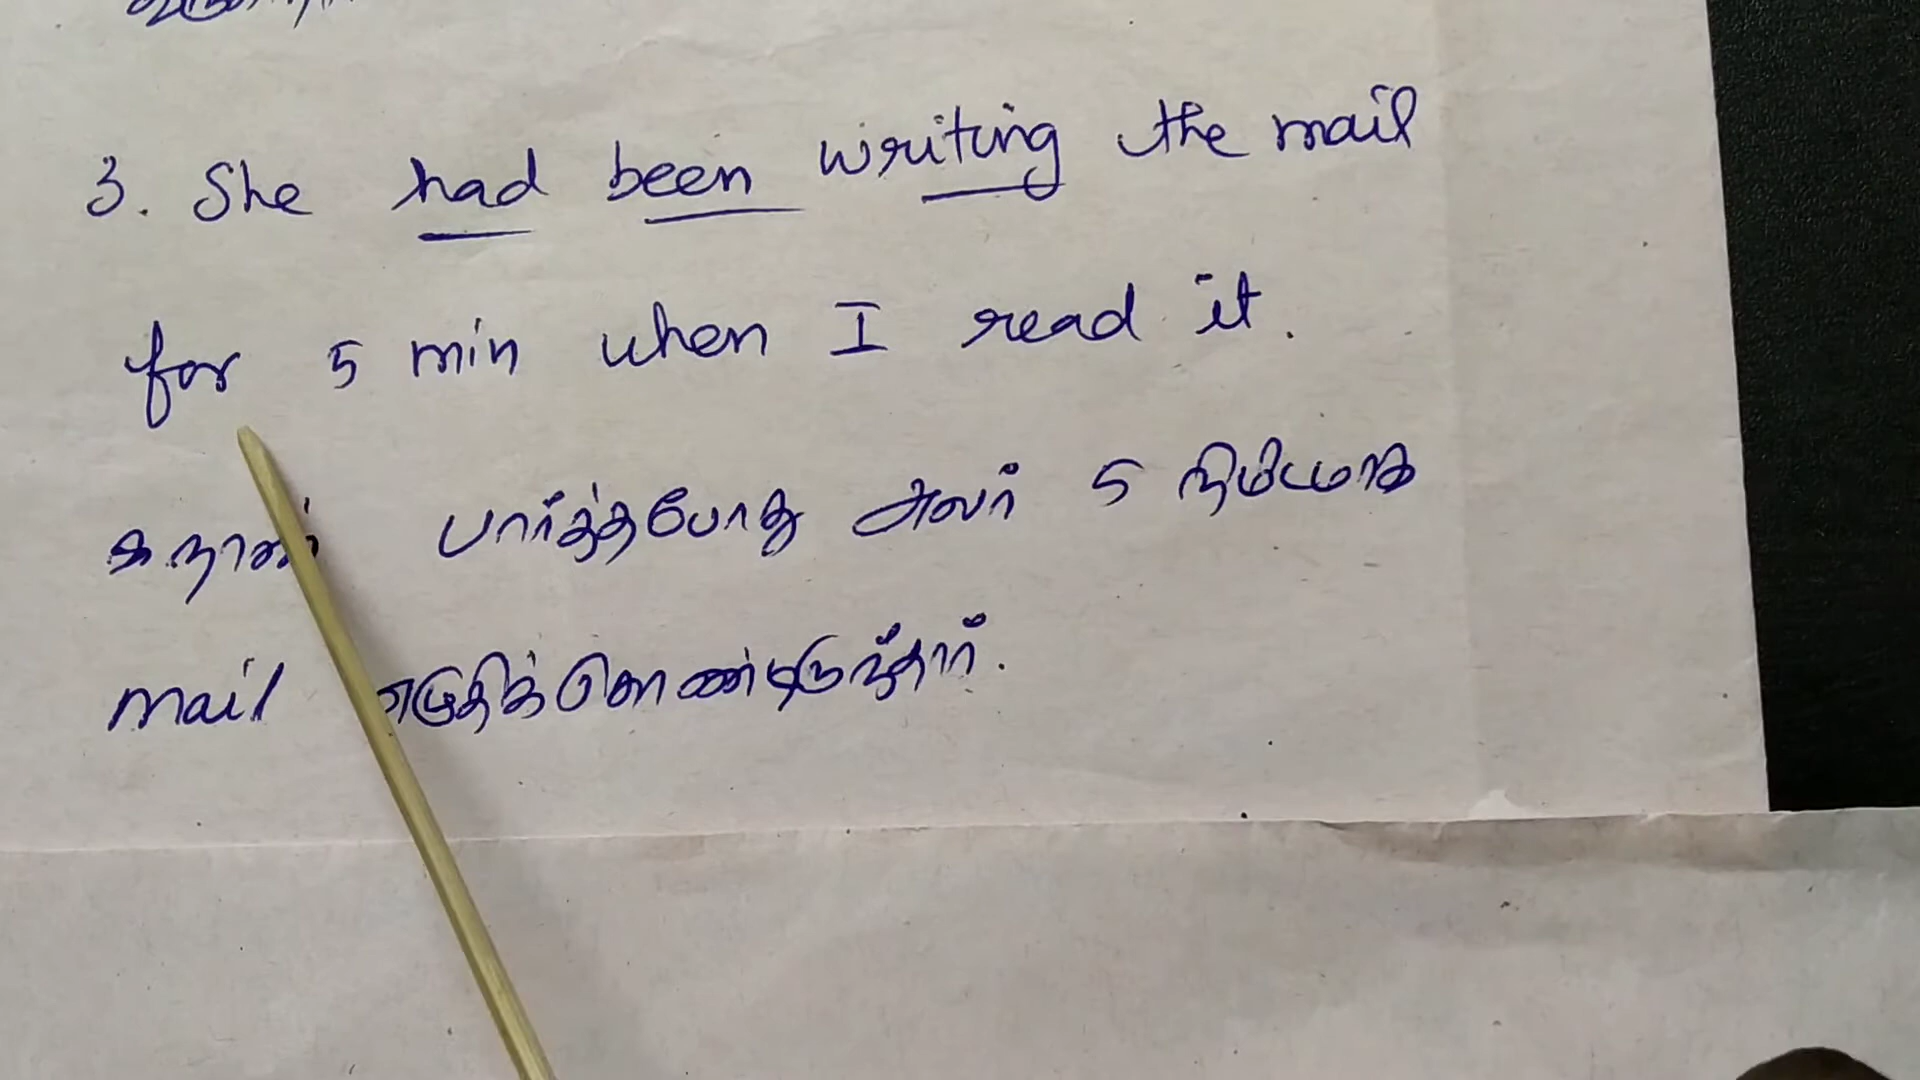 3. She had been writing the mail
for 5 min when I read it.
நான் பார்த்தபோது அவர் 5 நிமிடமாக
mail எழுதிக்கொண்டிருந்தார்.